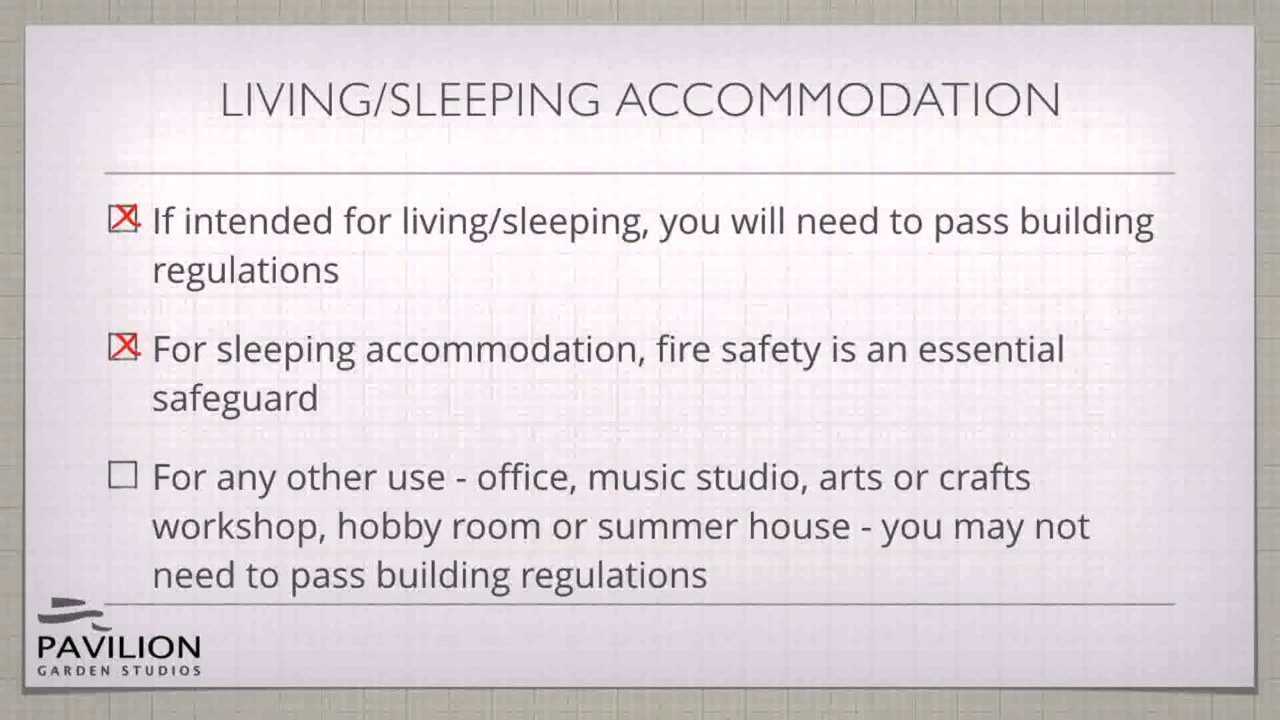 LIVING/SLEEPING ACCOMMODATION
If intended for living/sleeping, you will need to pass building
regulations
For sleeping accommodation, fire safety is an essential
safeguard
For any other use - office, music studio, arts or crafts
workshop, hobby room or summer house - you may not
need to pass building regulations
PAVILION
GARDEN STUDIOS